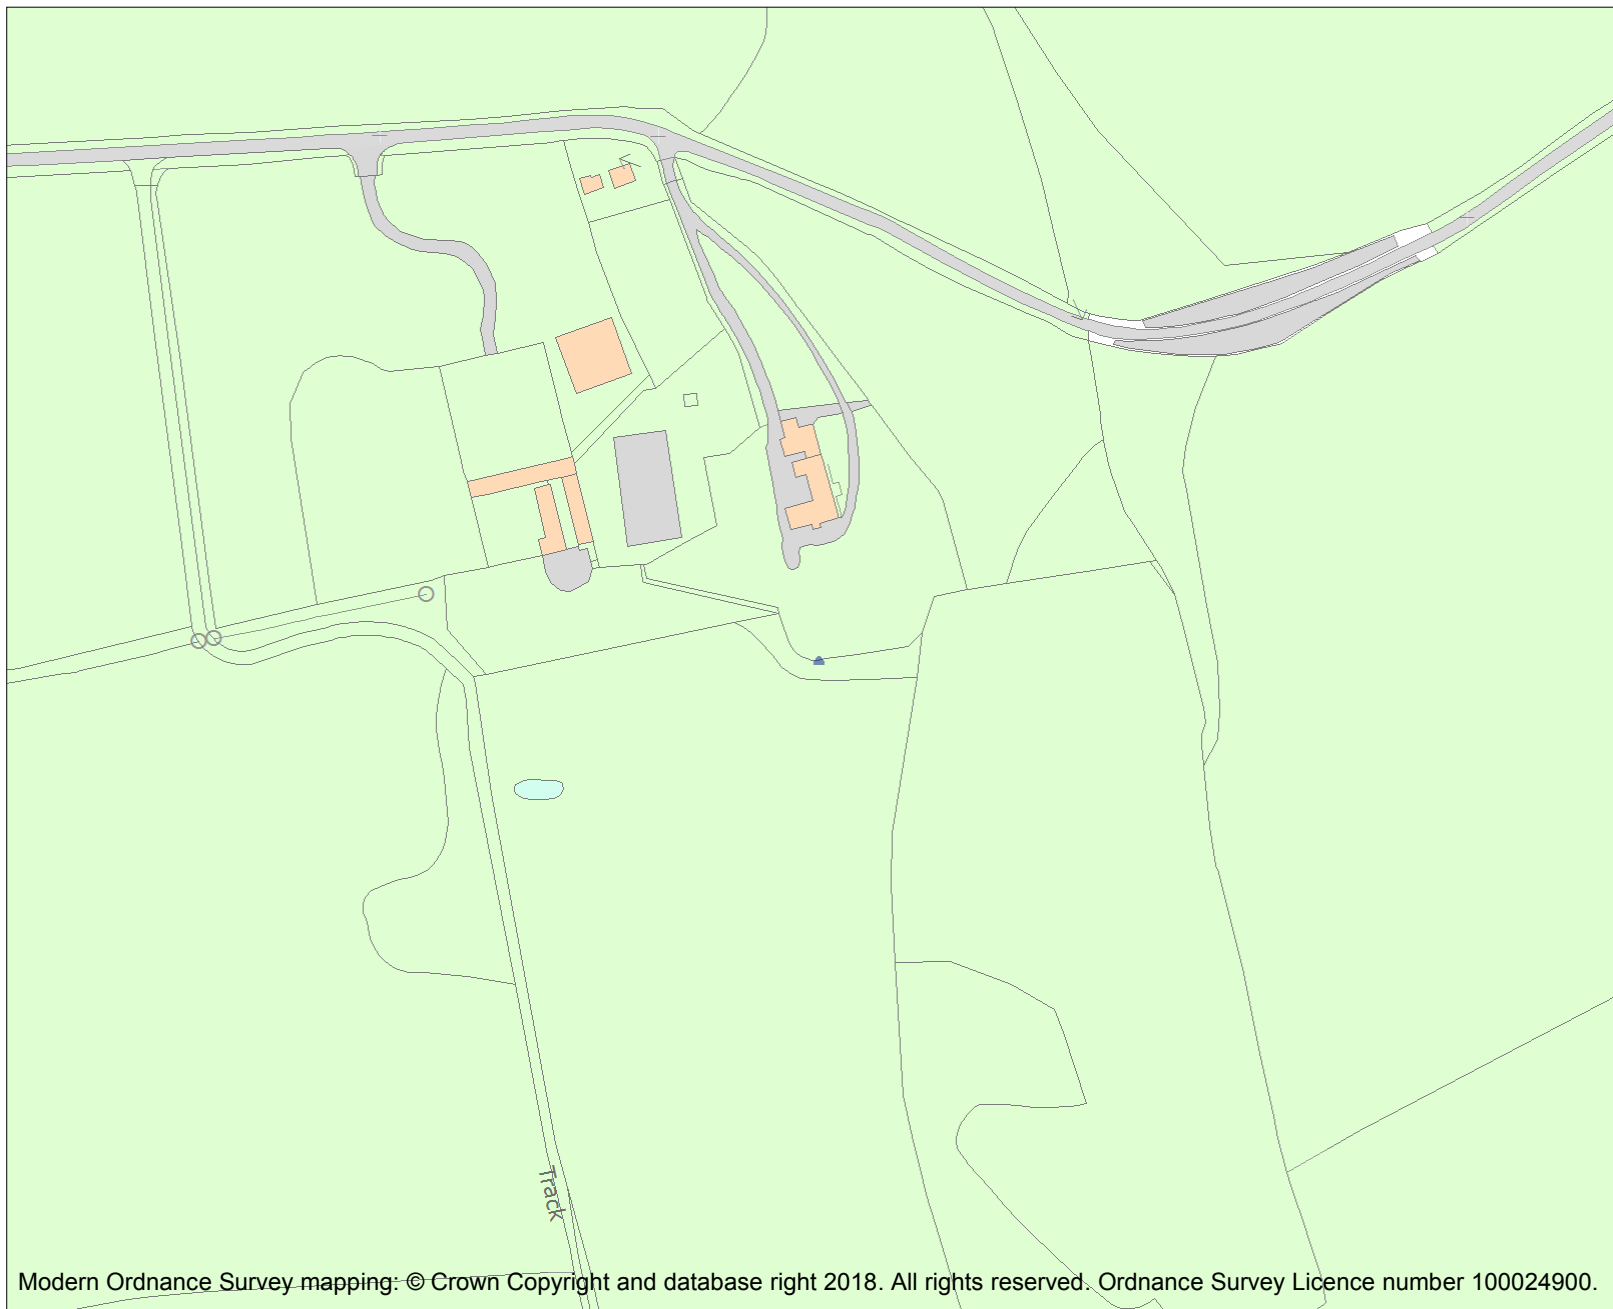 Track
Modern Ordnance Survey mapping: © Crown Copyright and database right 2018. All rights reserved. Ordnance Survey Licence number 100024900.